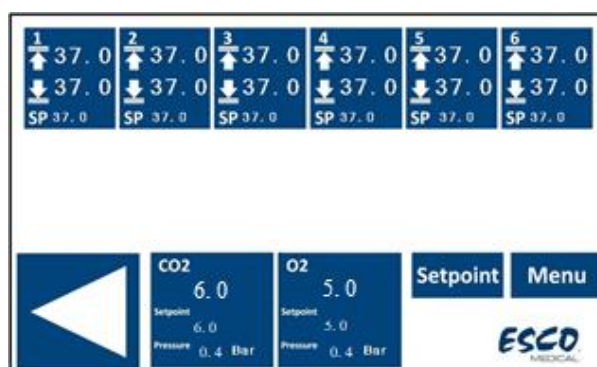 1 2 3 4 5 6
37.0 37.0 37.0 37.0 37.0 37.0
37.0 37.0 37.0 37.0 37.0 37.0
SP 37.0 SP 37.0 SP 37.0 SP 37.0 SP 37.0 SP 37.0
CO2
6.0
Setpoint
6.0
Pressure 0.4 Bar
O2
5.0
Setpoint
5.0
Pressure 0.4 Bar
Setpoint
Menu
ESCO
MEDICAL